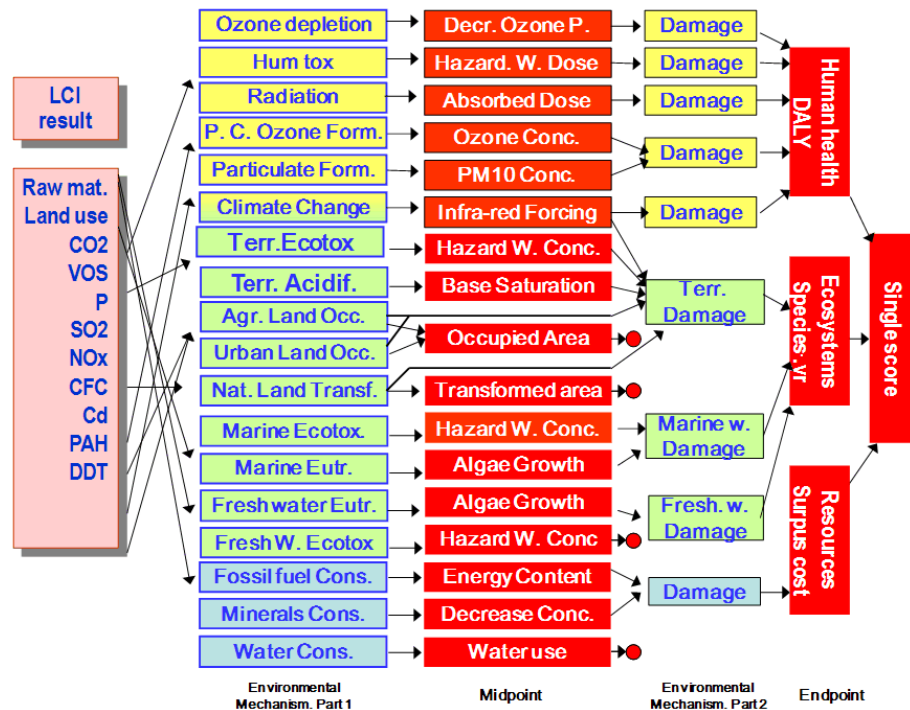 LCI
result
Raw mat.
Land use
CO2
VOS
P
SO2
NOx
CFC
Cd
PAH
DDT
Ozone depletion
Hum tox
Radiation
P. C. Ozone Form.
Particulate Form.
Climate Change
Terr.Ecotox
Terr. Acidif.
Agr. Land Occ.
Urban Land Occ.
Nat. Land Transf.
Marine Ecotox.
Marine Eutr.
Freshwater Eutr.
Fresh W. Ecotox
Fossil fuel Cons.
Minerals Cons.
Water Cons.
Environmental
Mechanism. Part 1
Decr. Ozone P.
Hazard. W. Dose
Absorbed Dose
Ozone Conc.
PM10 Conc.
Infra-red Forcing
Hazard W. Conc.
Base Saturation
Occupied Area
Transformed area
Hazard W. Conc.
Algae Growth
Algae Growth
Hazard W. Conc
Energy Content
Decrease Conc.
Water use
Midpoint
Damage
Damage
Damage
Damage
Damage
Terr.
Damage
Marine w.
Damage
Fresh. w.
Damage
Damage
Environmental
Mechanism. Part 2
Human health
DALY
Ecosystems
Species. yr
Resources
Surpus cost
Endpoint
Single score